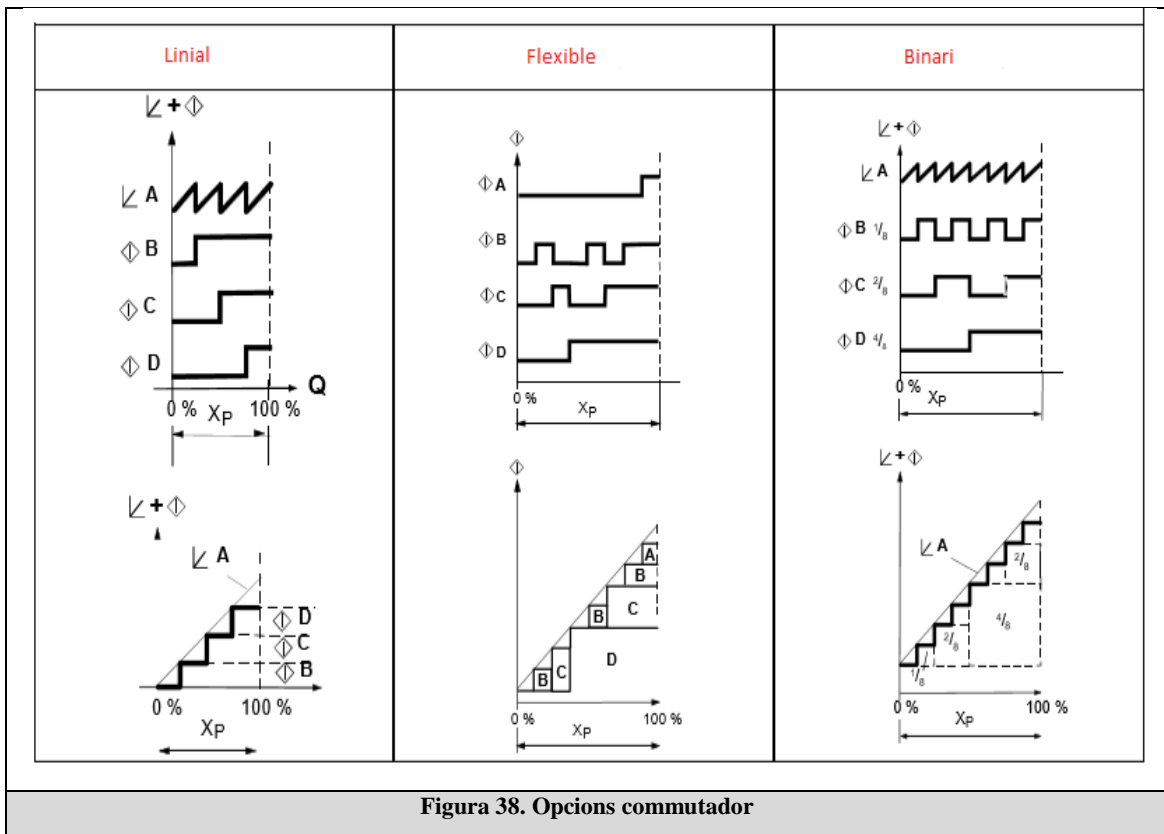 Linial
Flexible
Binari
+
A
B
C
D
Q
0 % XP 100 %
A
B
C
D
0 %
XP
+
A
B 1/8
C 2/8
D 4/8
0 %
XP
+
A
D
C
B
0 % 100 %
XP
A
B
C
B
D
C
B
0 % 100 %
XP
+
A
2/8
4/8
2/8
1/8
0 % 100 %
XP
Figura 38. Opcions commutador